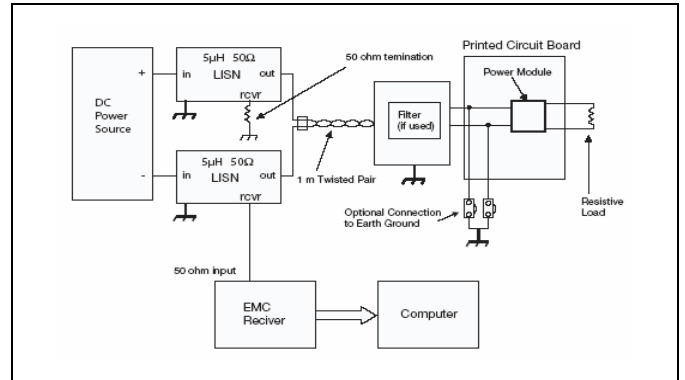 Printed Circuit Board
5µH 50Ω
50 ohm temination
Power Module
+
in
out
LISN
rcvr
DC
Power
Source
Filter
(if used)
5µH 50Ω
-
in
out
LISN
rcvr
1 m Twisted Pair
Optional Connection
to Earth Ground
Resistive
Load
50 ohm input
EMC
Reciver
Computer